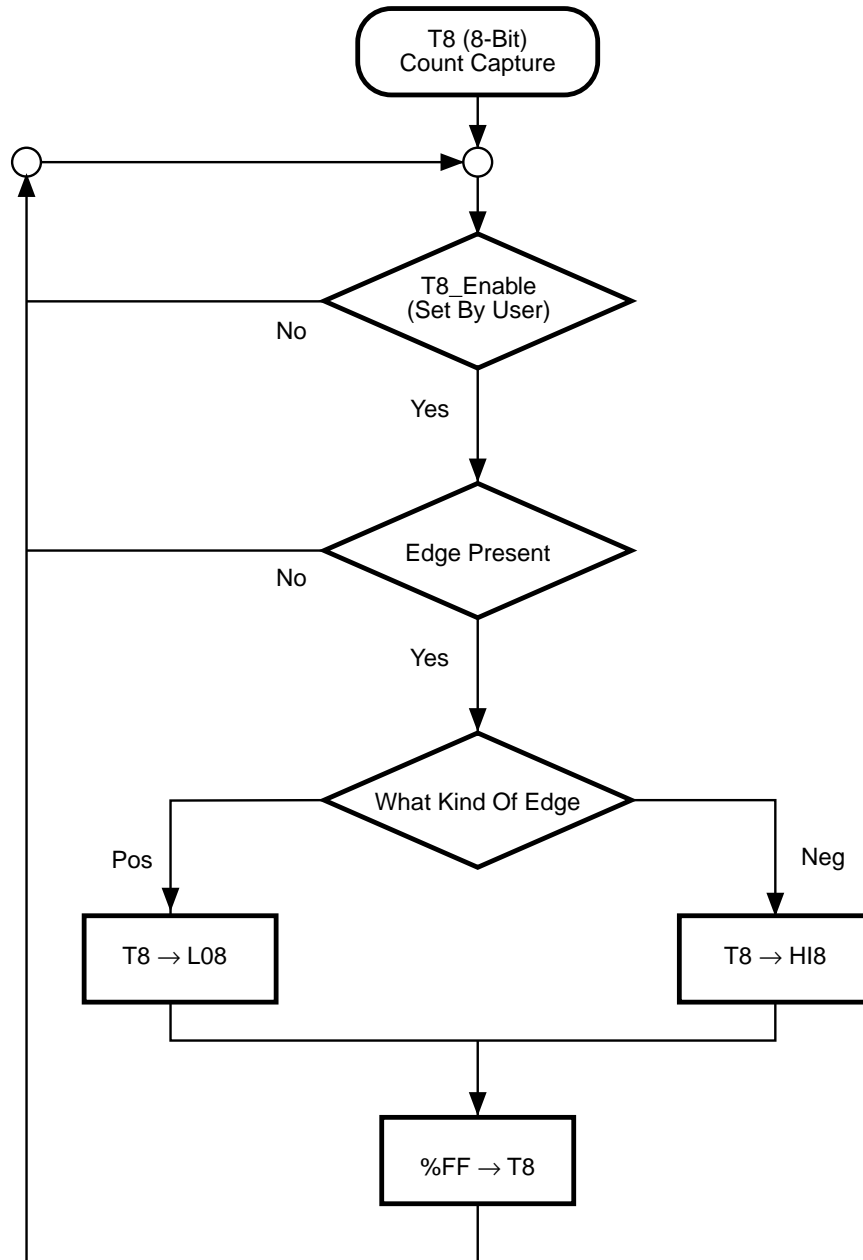 T8 (8-Bit)
Count Capture
T8_Enable
(Set By User)
No
Yes
Edge Present
No
Yes
What Kind Of Edge
Pos
Neg
T8 → L08
T8 → HI8
%FF → T8